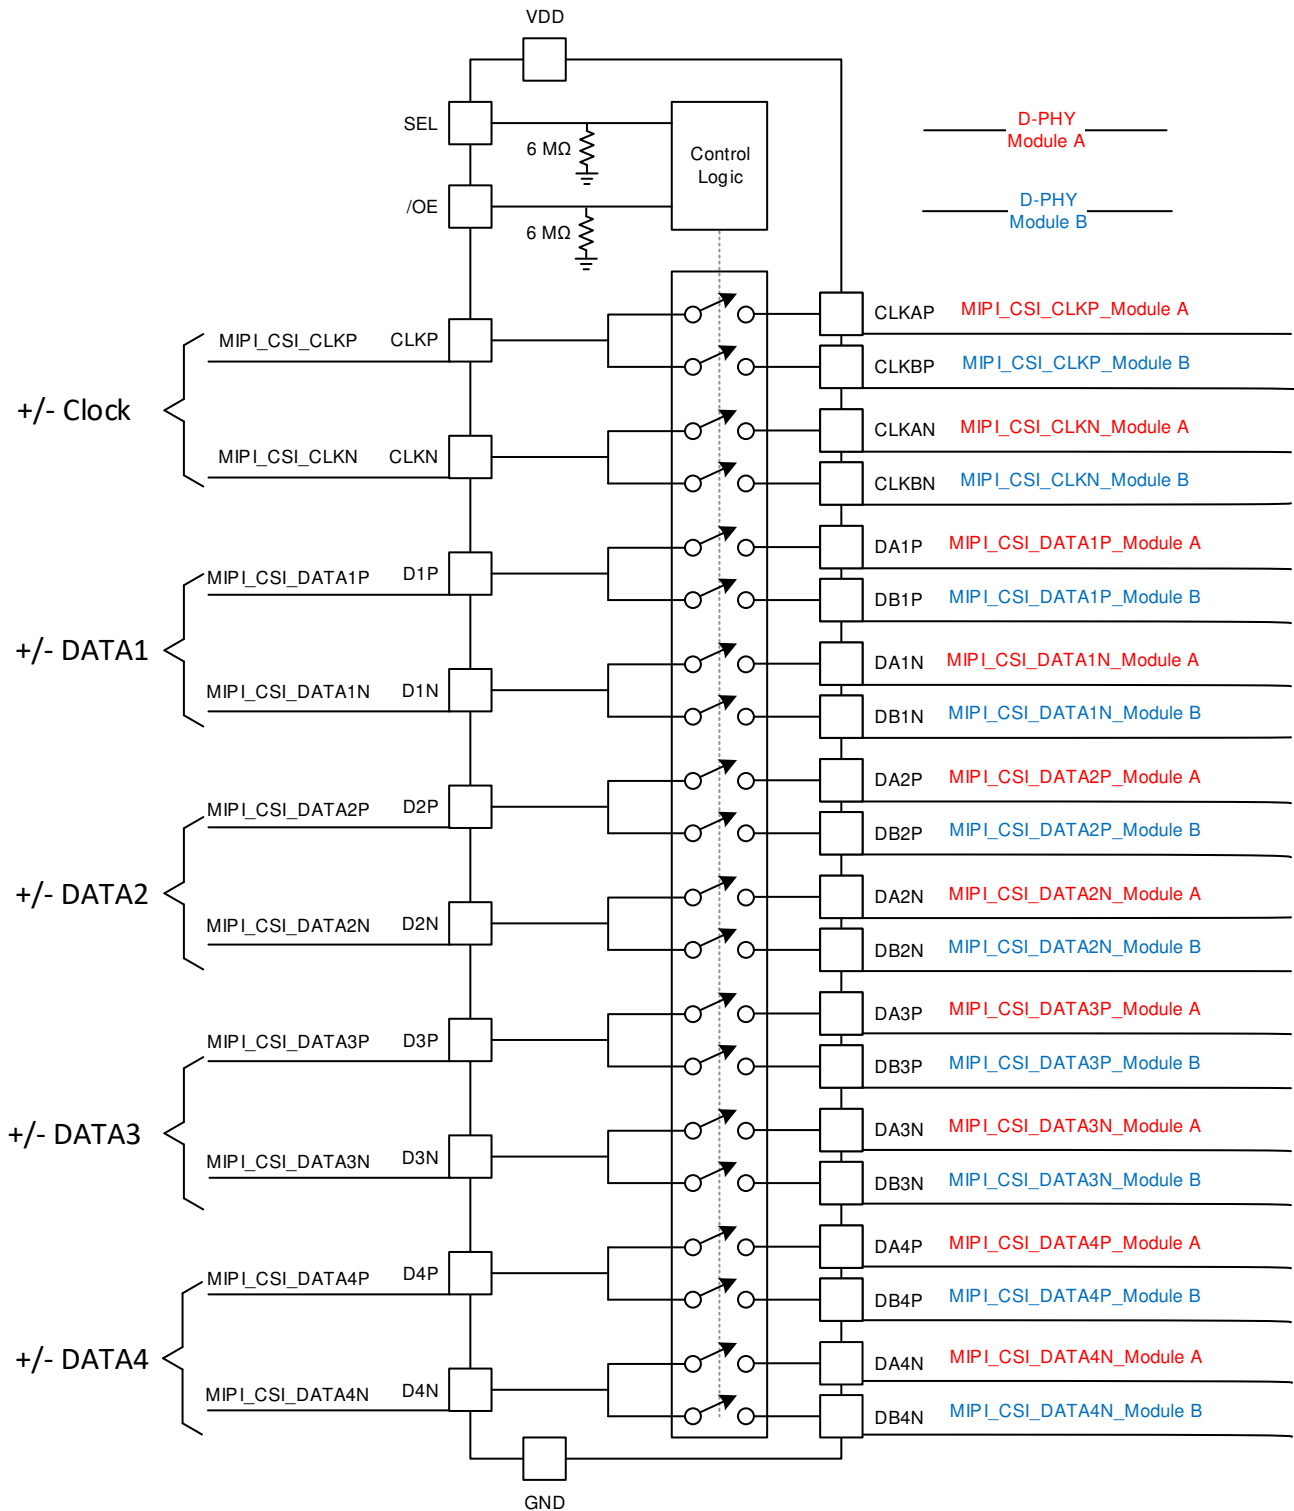 VDD
SEL
6 MΩ
/OE
6 MΩ
Control
Logic
D-PHY
Module A
D-PHY
Module B
+/- Clock
MIPI_CSI_CLKP
CLKP
MIPI_CSI_CLKN
CLKN
CLKAP
MIPI_CSI_CLKP_Module A
CLKBP
MIPI_CSI_CLKP_Module B
CLKAN
MIPI_CSI_CLKN_Module A
CLKBN
MIPI_CSI_CLKN_Module B
+/- DATA1
MIPI_CSI_DATA1P
D1P
MIPI_CSI_DATA1N
D1N
DA1P
MIPI_CSI_DATA1P_Module A
DB1P
MIPI_CSI_DATA1P_Module B
DA1N
MIPI_CSI_DATA1N_Module A
DB1N
MIPI_CSI_DATA1N_Module B
+/- DATA2
MIPI_CSI_DATA2P
D2P
MIPI_CSI_DATA2N
D2N
DA2P
MIPI_CSI_DATA2P_Module A
DB2P
MIPI_CSI_DATA2P_Module B
DA2N
MIPI_CSI_DATA2N_Module A
DB2N
MIPI_CSI_DATA2N_Module B
+/- DATA3
MIPI_CSI_DATA3P
D3P
MIPI_CSI_DATA3N
D3N
DA3P
MIPI_CSI_DATA3P_Module A
DB3P
MIPI_CSI_DATA3P_Module B
DA3N
MIPI_CSI_DATA3N_Module A
DB3N
MIPI_CSI_DATA3N_Module B
+/- DATA4
MIPI_CSI_DATA4P
D4P
MIPI_CSI_DATA4N
D4N
DA4P
MIPI_CSI_DATA4P_Module A
DB4P
MIPI_CSI_DATA4P_Module B
DA4N
MIPI_CSI_DATA4N_Module A
DB4N
MIPI_CSI_DATA4N_Module B
GND